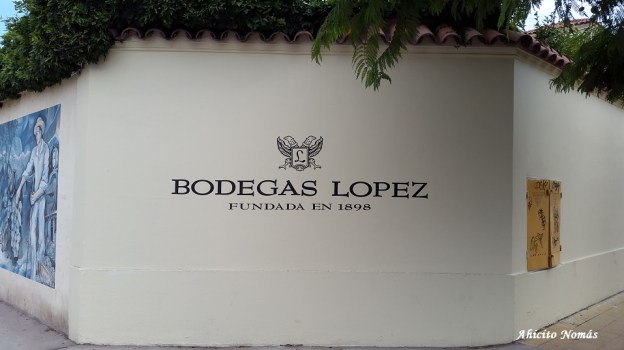 L
BODEGAS LOPEZ
FUNDADA EN 1898
Ahicito Nomás